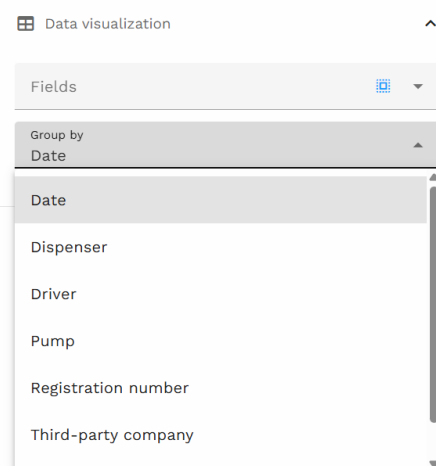 Data visualization
Fields
Group by
Date
Date
Dispenser
Driver
Pump
Registration number
Third-party company